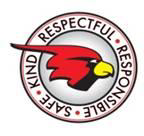 SAFE • KIND • RESPECTFUL • RESPONSIBLE •